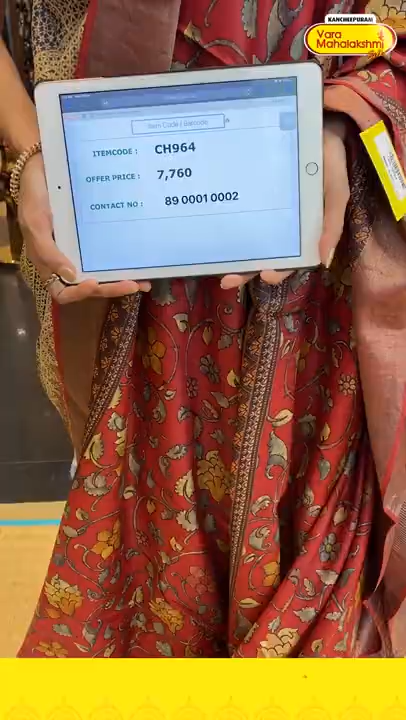 KANCHEEPURAM
Vara
Mahalakshmi
Item Code / Barcode
ITEMCODE : CH964
OFFER PRICE : 7,760
CONTACT NO : 89 0001 0002